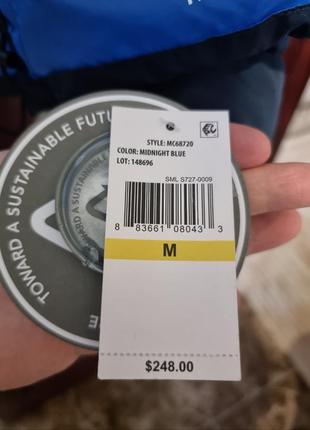 TOWARD A SUSTAINABLE FUTU
STYLE: MC68720
COLOR: MIDNIGHT BLUE
LOT: 148696
SML S727-0009
8 83661 08043 3
M
$248.00